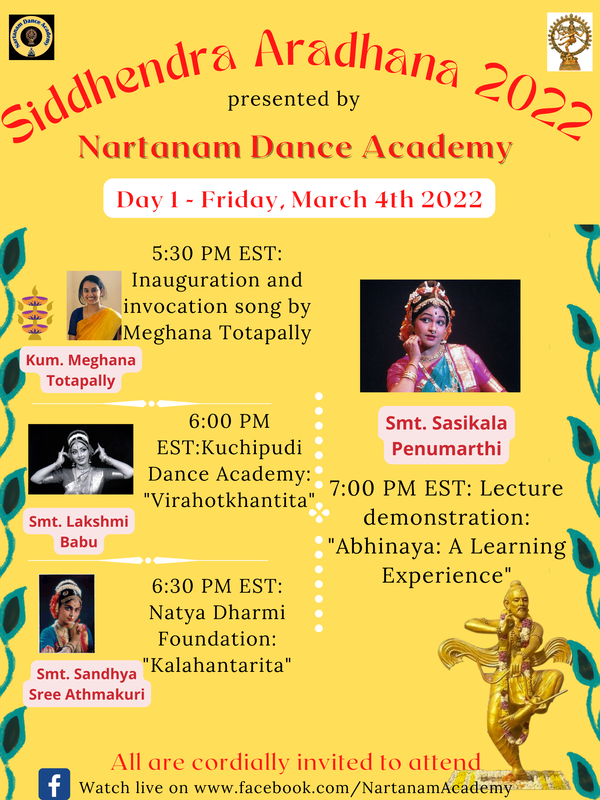 Nartanam Dance Academy
Siddhendra Aradhana 2022
presented by
Nartanam Dance Academy
Day 1 - Friday, March 4th 2022
5:30 PM EST:
Inauguration and
invocation song by
Meghana Totapally
Kum. Meghana
Totapally
6:00 PM
EST:Kuchipudi
Dance Academy:
"Virahotkhantita"
Smt. Lakshmi
Babu
6:30 PM EST:
Natya Dharmi
Foundation:
"Kalahantarita"
Smt. Sandhya
Sree Athmakuri
Smt. Sasikala
Penumarthi
7:00 PM EST: Lecture
demonstration:
"Abhinaya: A Learning
Experience"
All are cordially invited to attend
Watch live on www.facebook.com/NartanamAcademy